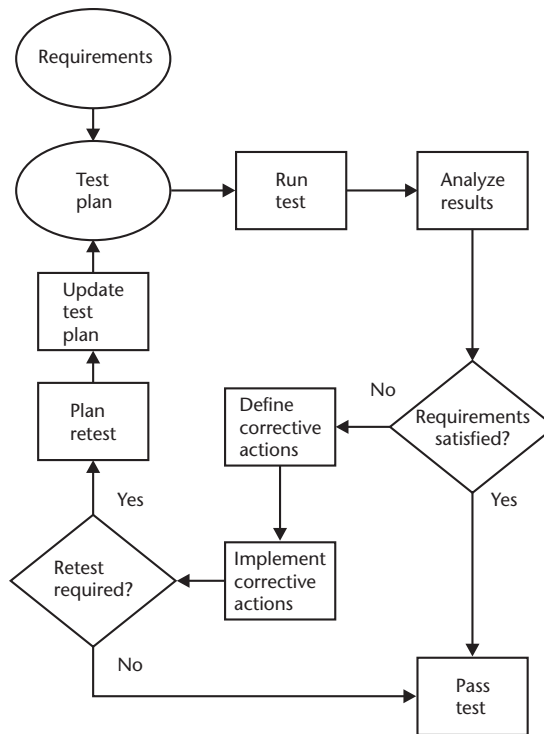 Requirements
Test
plan
Run
test
Analyze
results
Update
test
plan
Plan
retest
No
Define
corrective
actions
Requirements
satisfied?
Yes
Yes
Retest
required?
Implement
corrective
actions
No
Pass
test